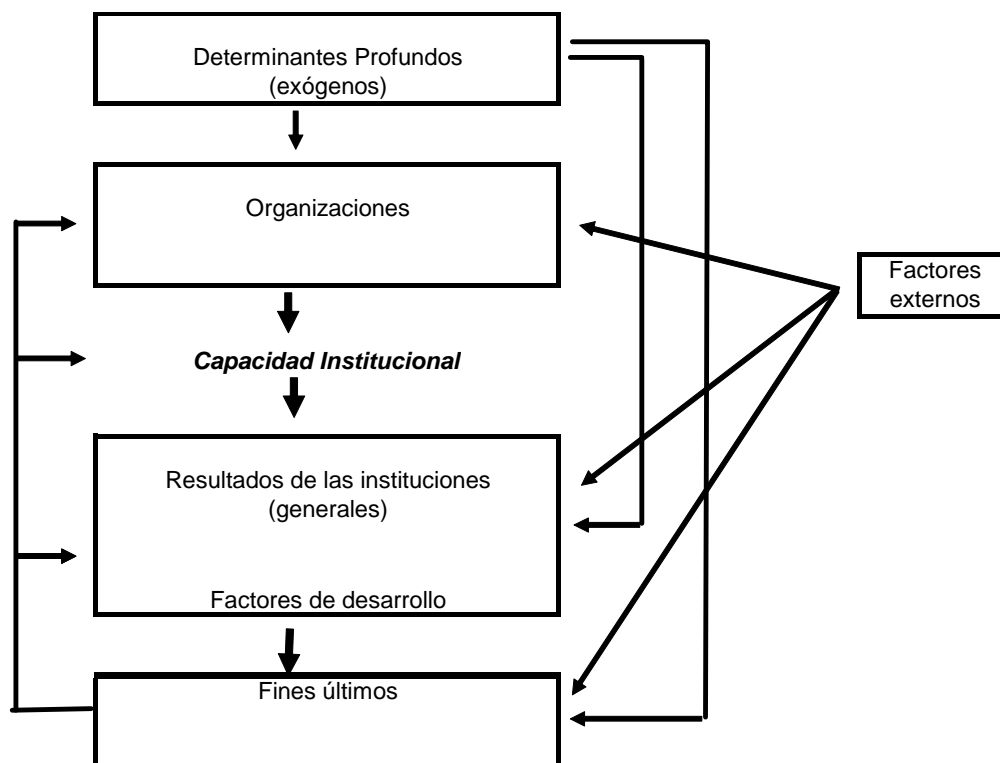 Determinantes Profundos
(exógenos)
Organizaciones
Factores
externos
Capacidad Institucional
Resultados de las instituciones
(generales)
Factores de desarrollo
Fines últimos